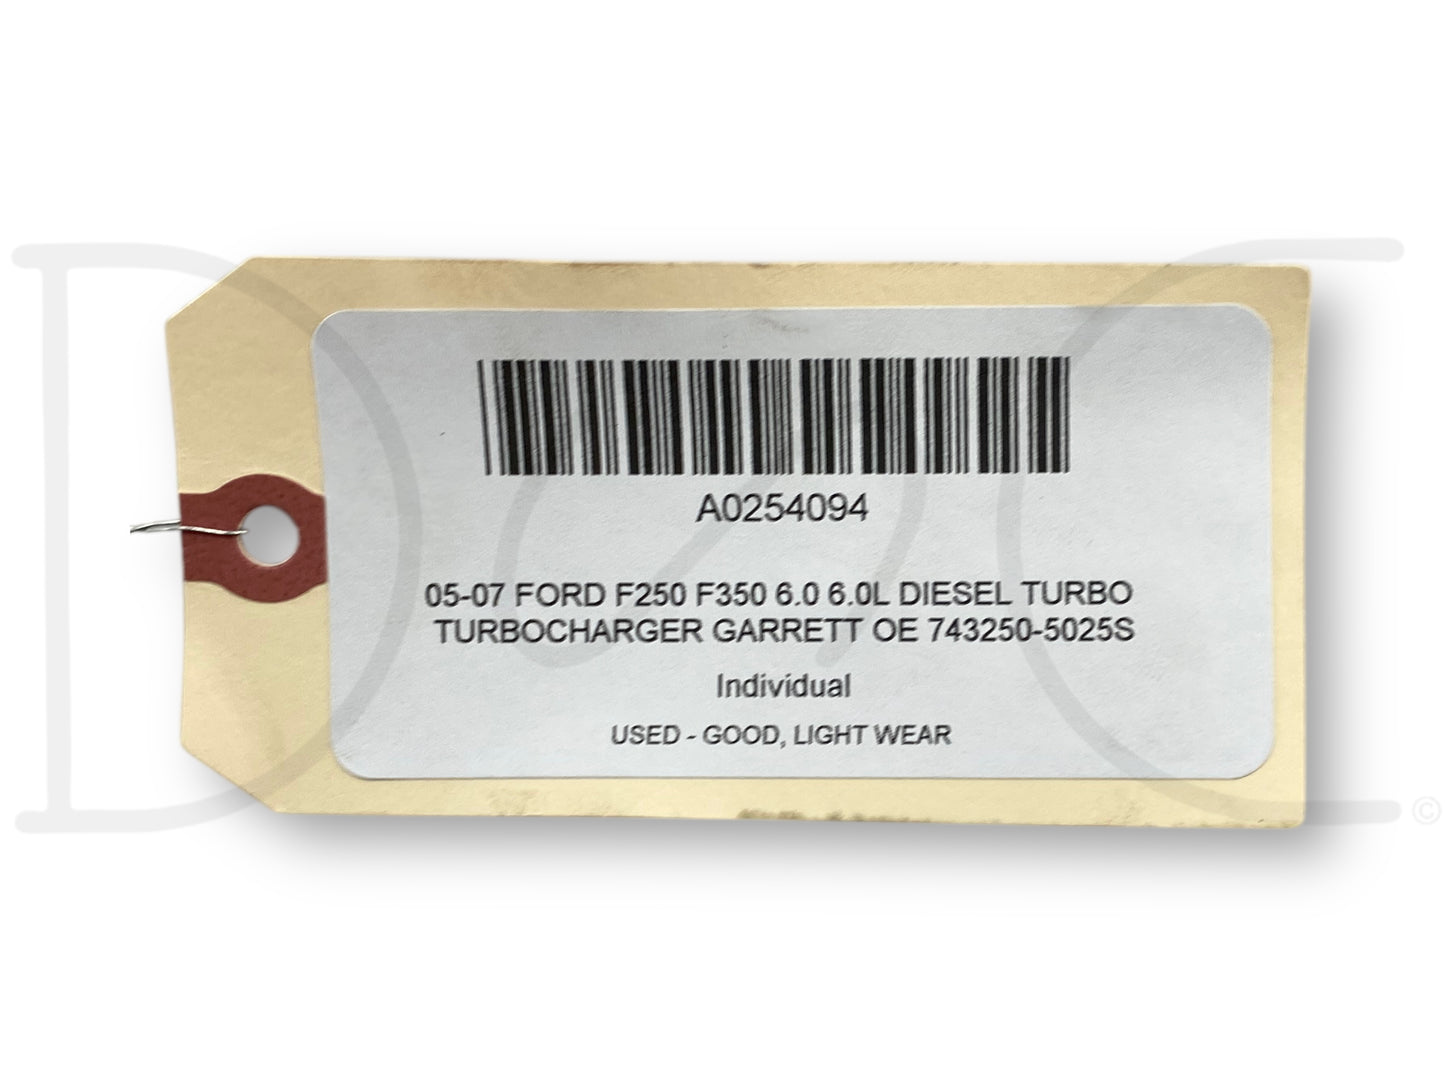 A0254094
05-07 FORD F250 F350 6.0 6.0L DIESEL TURBO
TURBOCHARGER GARRETT OE 743250-5025S
Individual
USED - GOOD, LIGHT WEAR
D C ©